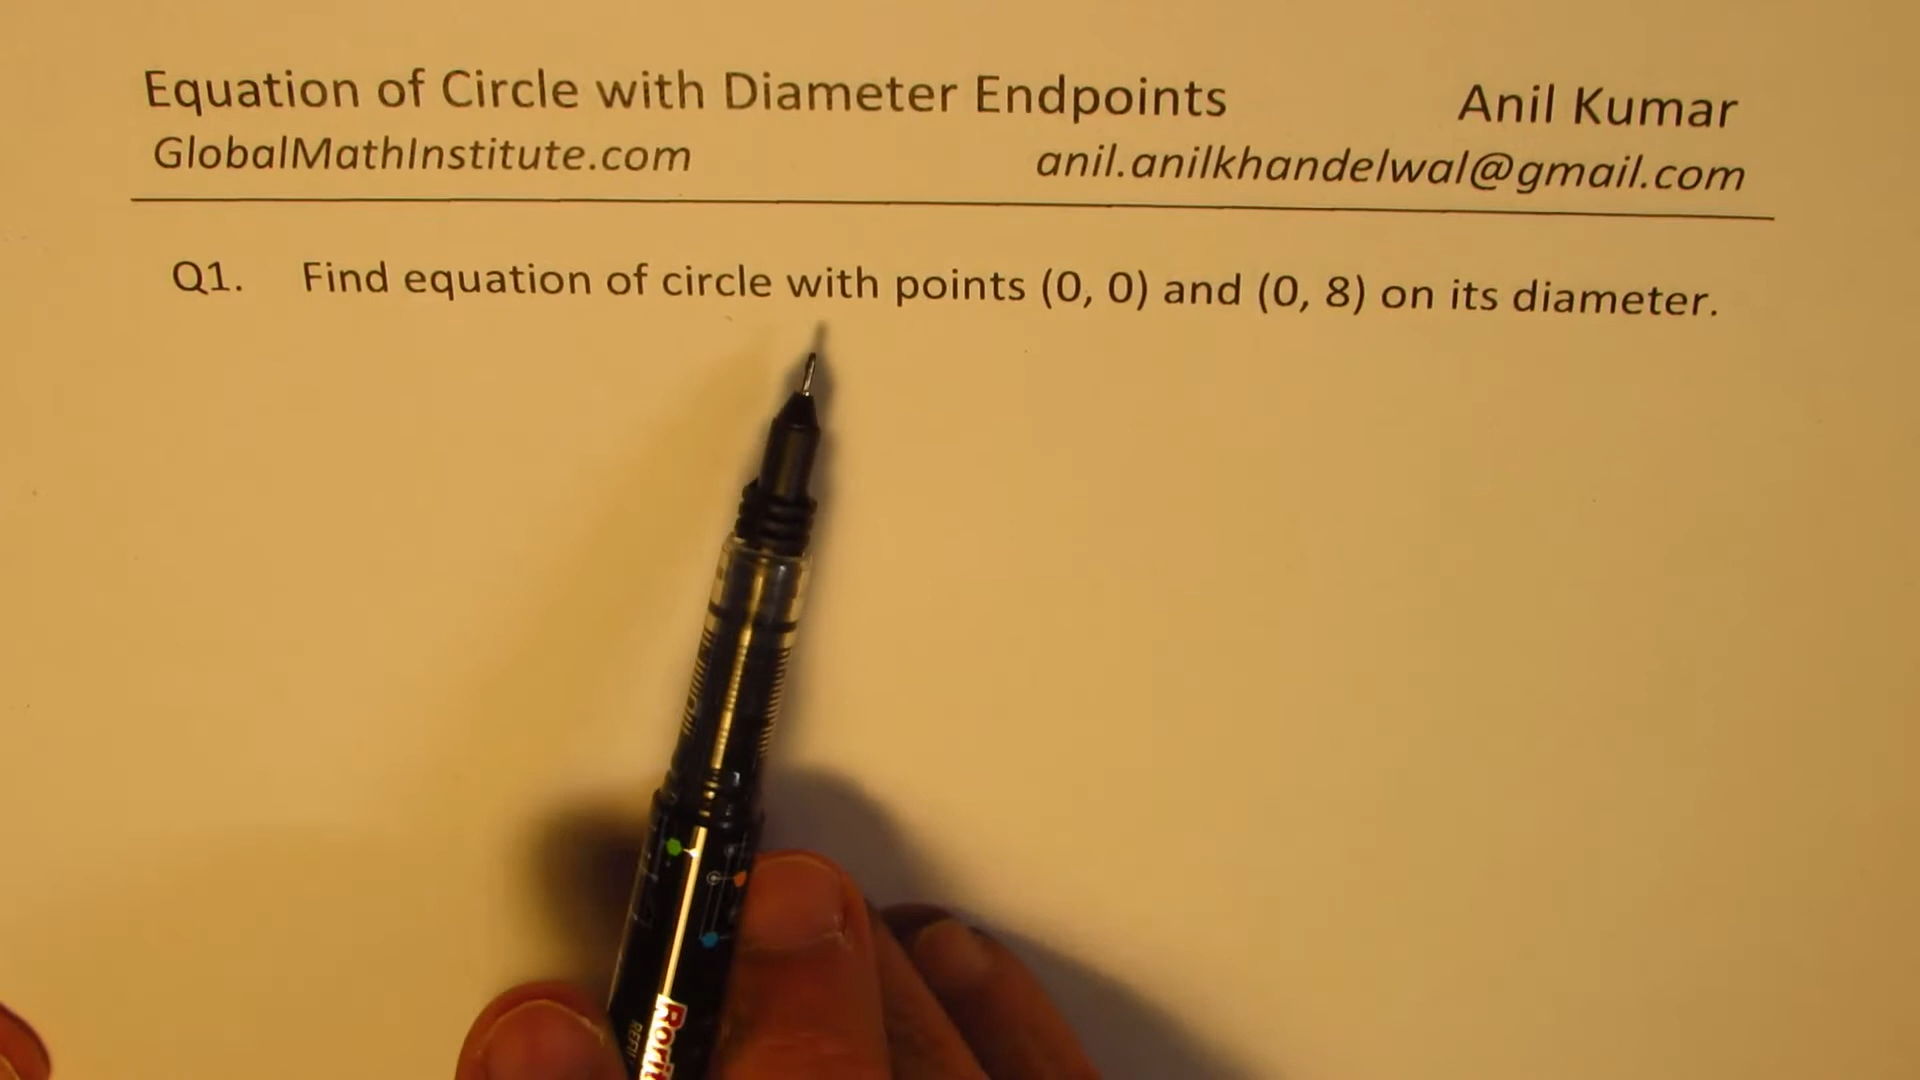 Equation of Circle with Diameter Endpoints Anil Kumar
GlobalMathInstitute.com anil.anilkhandelwal@gmail.com
Q1. Find equation of circle with points (0, 0) and (0, 8) on its diameter.